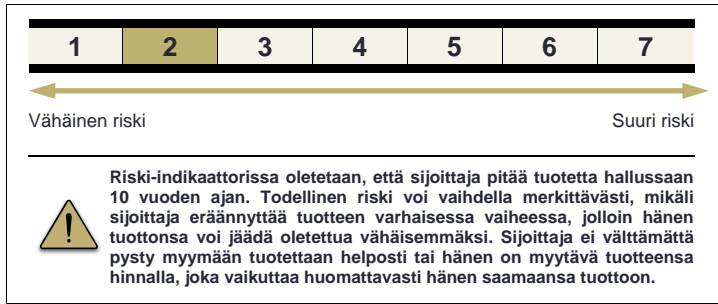 1 2 3 4 5 6 7
Vähäinen riski Suuri riski
Riski-indikaattorissa oletetaan, että sijoittaja pitää tuotetta hallussaan
10 vuoden ajan. Todellinen riski voi vaihdella merkittävästi, mikäli
sijoittaja eräännyttää tuotteen varhaisessa vaiheessa, jolloin hänen
tuottonsa voi jäädä oletettua vähäisemmäksi. Sijoittaja ei välttämättä
pysty myymään tuotettaan helposti tai hänen on myytävä tuotteensa
hinnalla, joka vaikuttaa huomattavasti hänen saamaansa tuottoon.